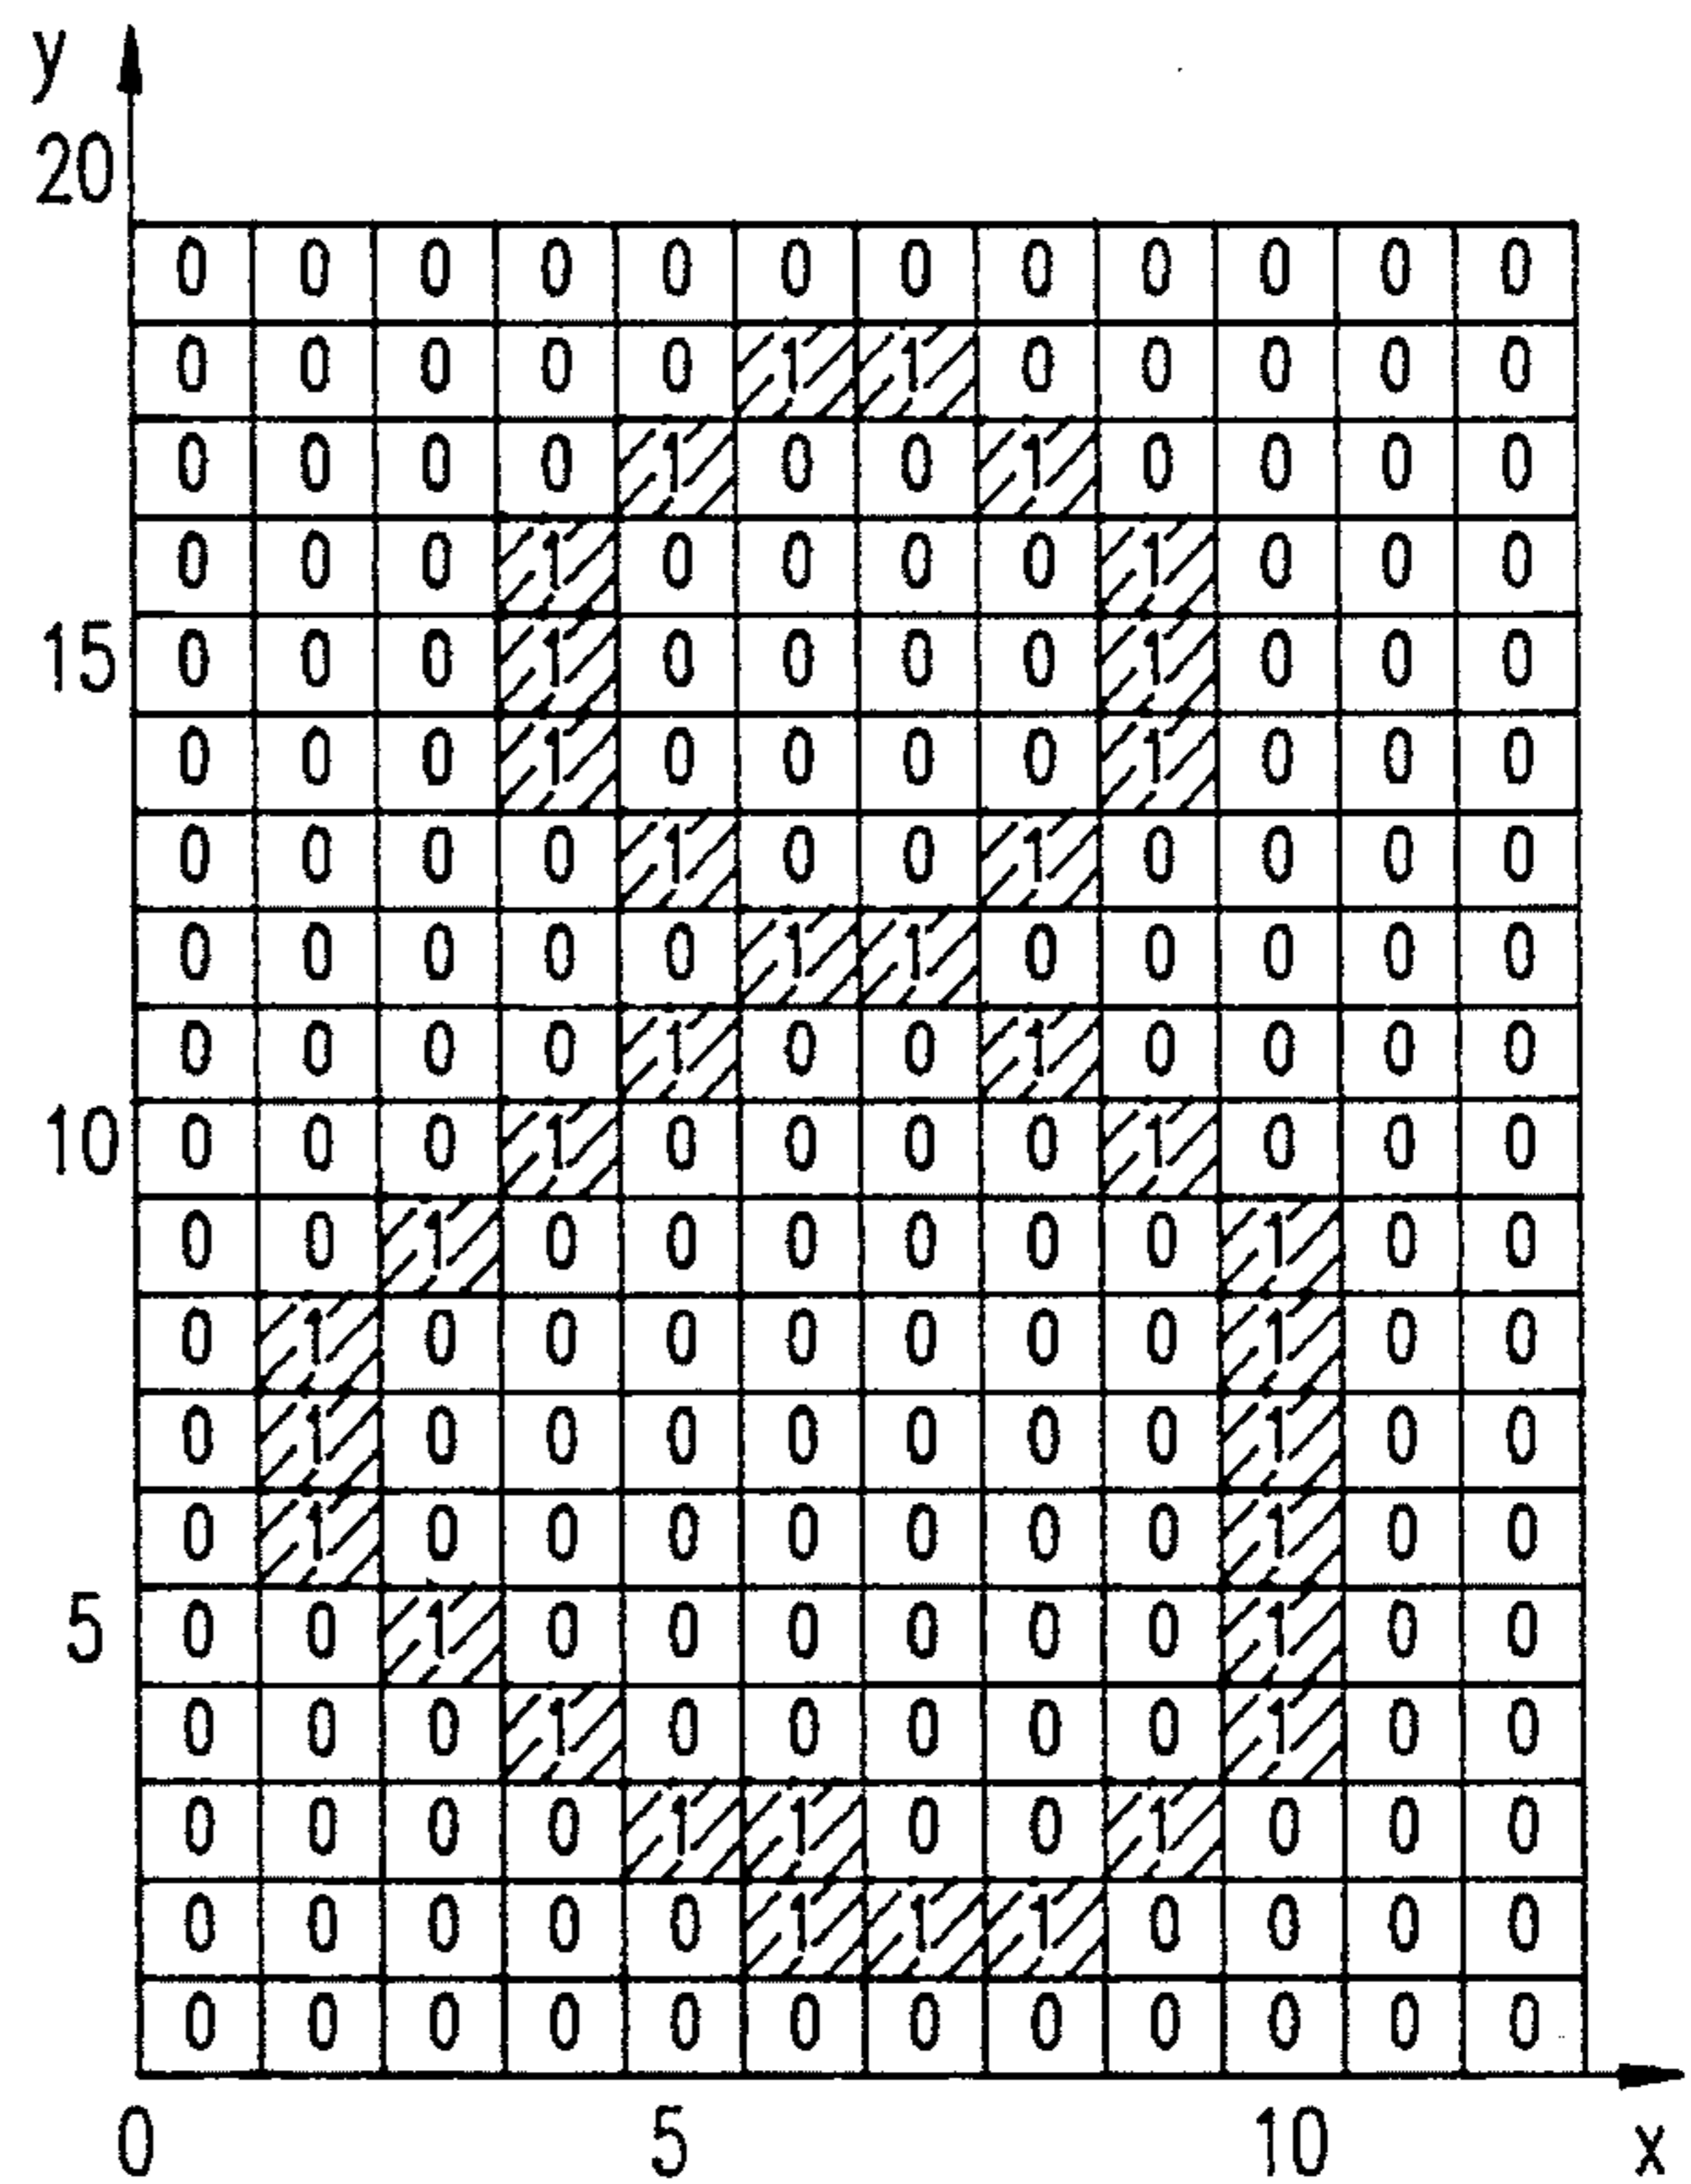 y
20
0 0 0 0 0 0 0 0 0 0 0 0
0 0 0 0 0 1 1 0 0 0 0 0
0 0 0 0 1 0 0 1 0 0 0 0
0 0 0 1 0 0 0 0 1 0 0 0
15 0 0 0 1 0 0 0 0 1 0 0 0
0 0 0 1 0 0 0 0 1 0 0 0
0 0 0 0 1 0 0 1 0 0 0 0
0 0 0 0 0 1 1 0 0 0 0 0
0 0 0 0 1 0 0 1 0 0 0 0
10 0 0 0 1 0 0 0 0 1 0 0 0
0 0 1 0 0 0 0 0 0 1 0 0
0 1 0 0 0 0 0 0 0 1 0 0
0 1 0 0 0 0 0 0 0 1 0 0
0 1 0 0 0 0 0 0 0 1 0 0
5 0 0 1 0 0 0 0 0 0 1 0 0
0 0 0 1 0 0 0 0 0 1 0 0
0 0 0 0 1 1 0 0 1 0 0 0
0 0 0 0 0 1 1 1 0 0 0 0
0 0 0 0 0 0 0 0 0 0 0 0
0 5 10 x